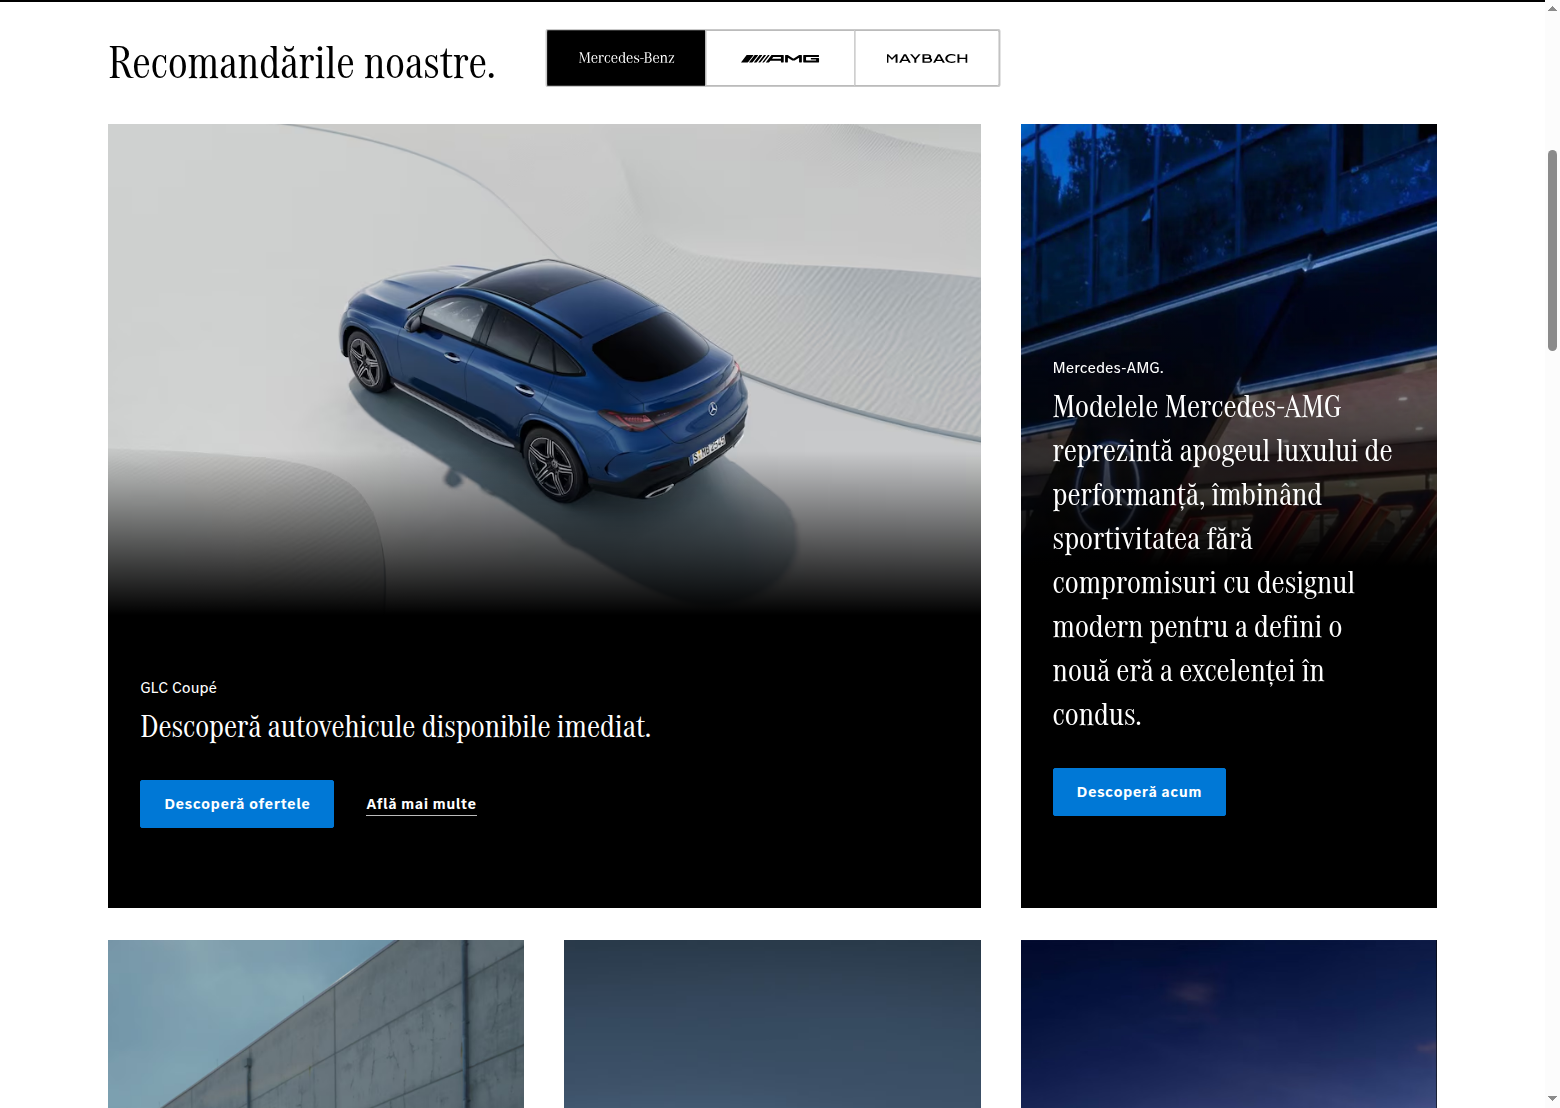 Recomandările noastre.
Mercedes-Benz
AMG
MAYBACH
Mercedes-AMG.
Modelele Mercedes-AMG
reprezintă apogeul luxului de
performanță, îmbinând
sportivitatea fără
compromisuri cu designul
modern pentru a defini o
nouă eră a excelenței în
condus.
Descoperă acum
GLC Coupé
Descoperă autovehicule disponibile imediat.
Descoperă ofertele
Află mai multe